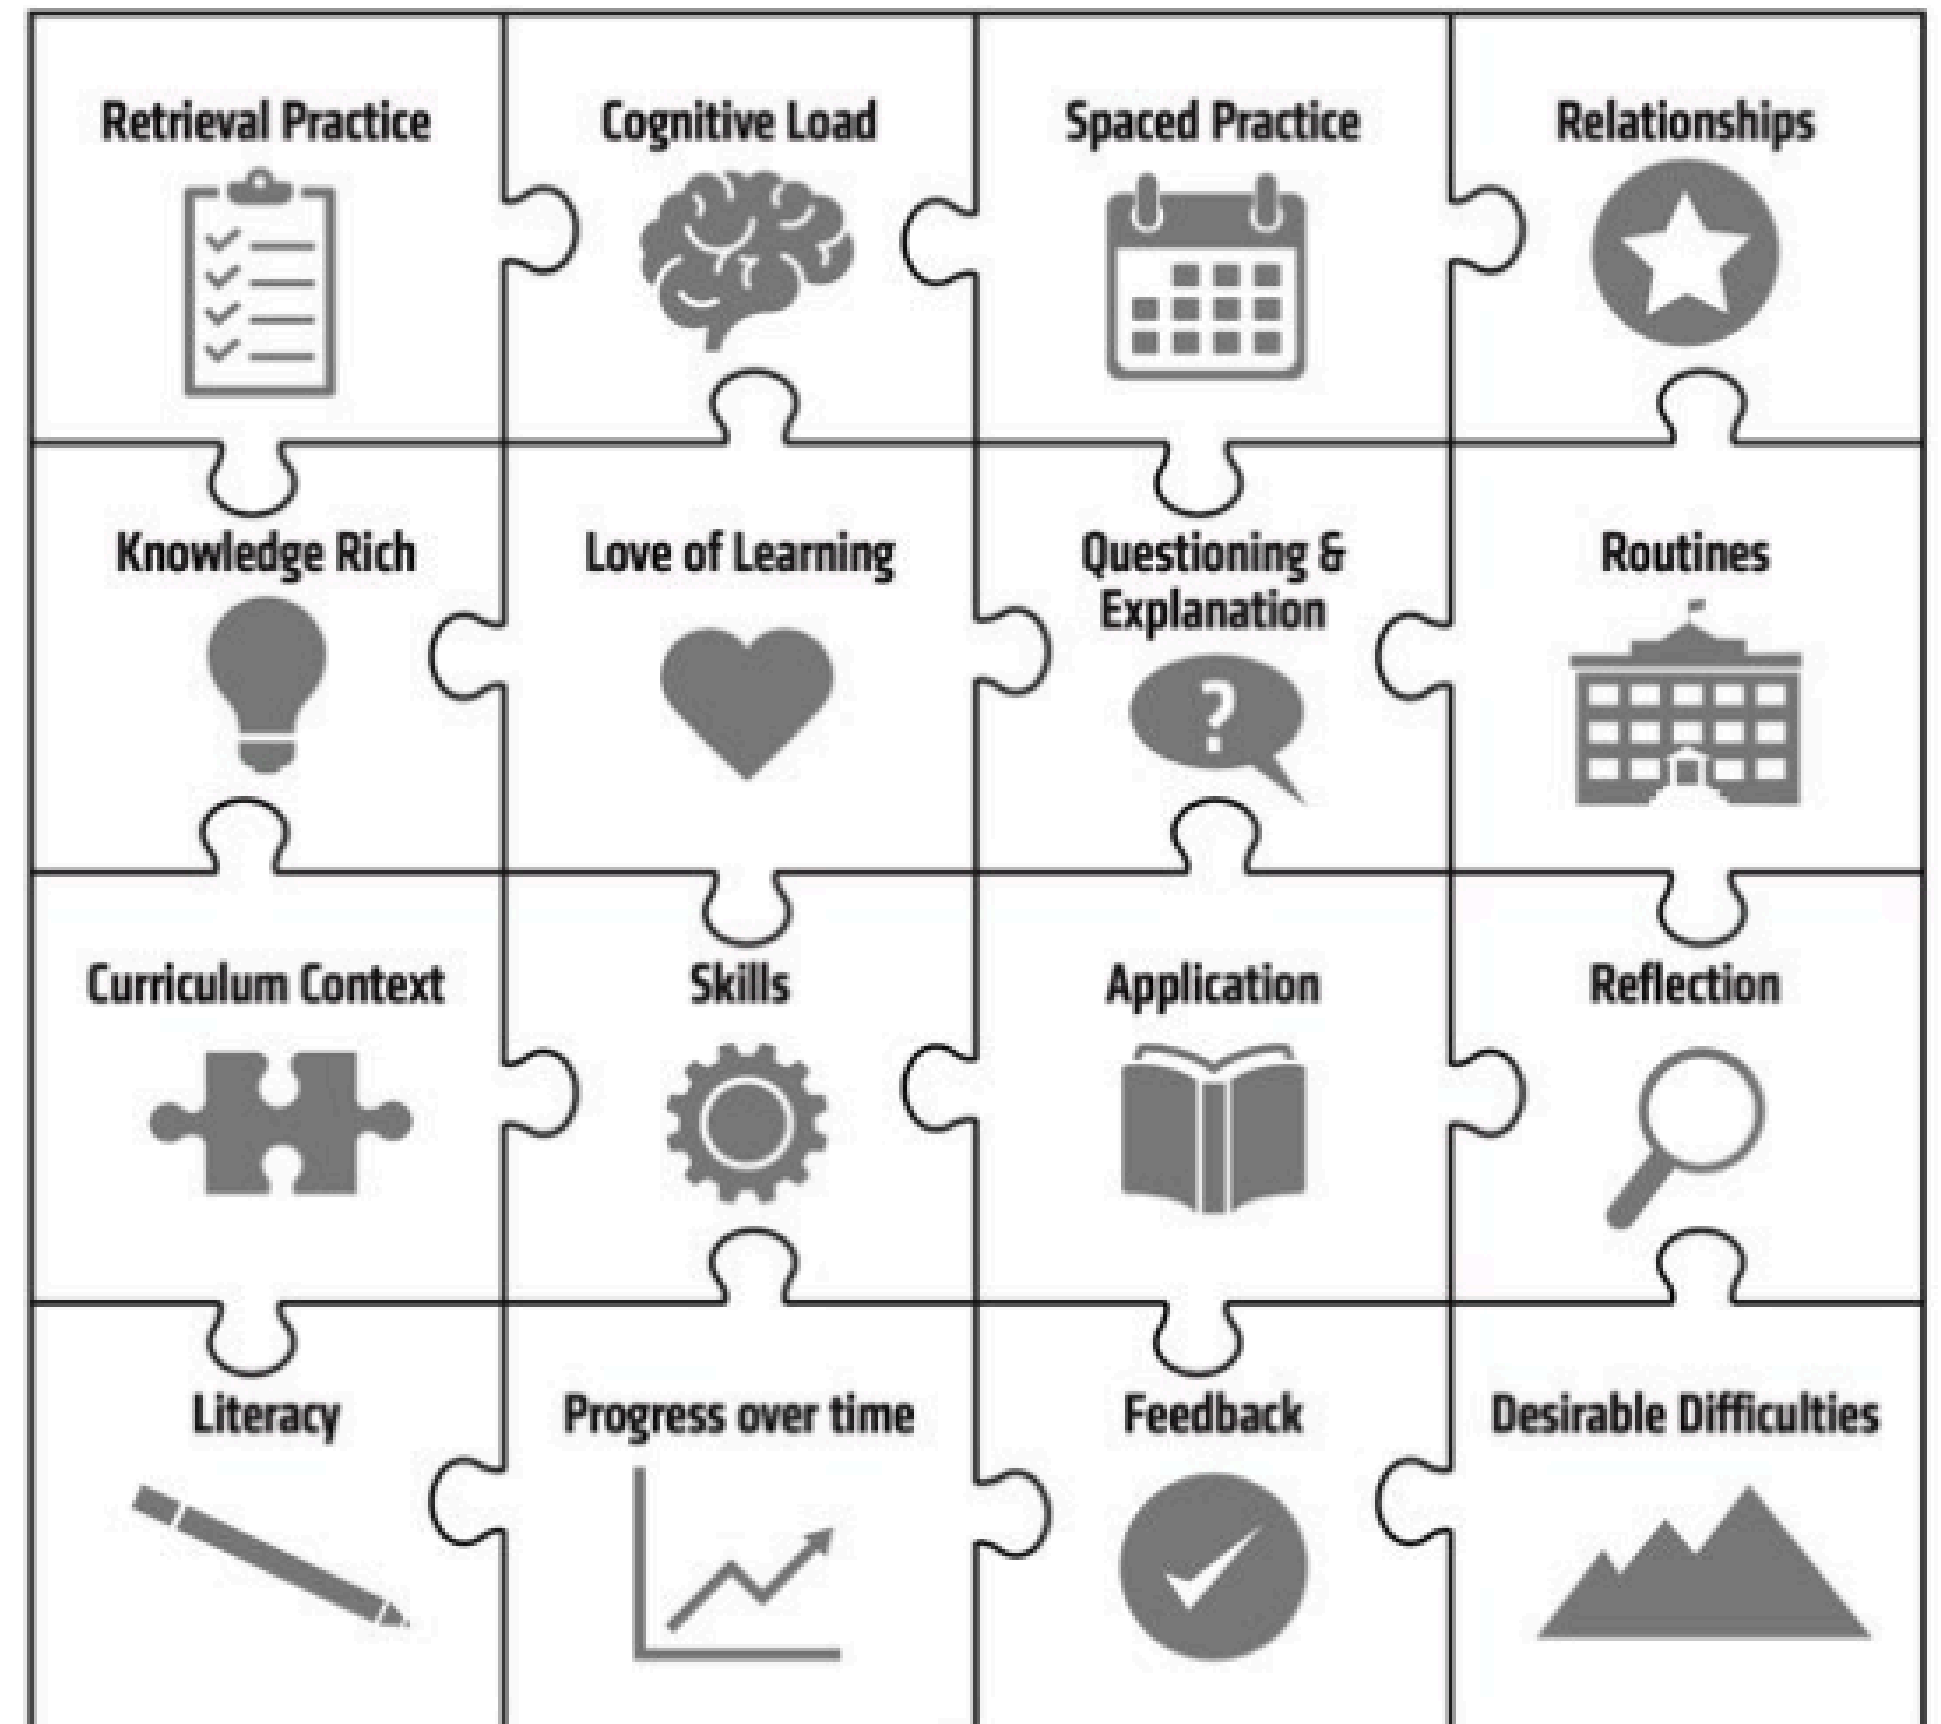 Retrieval Practice
Cognitive Load
Spaced Practice
Relationships
Knowledge Rich
Love of Learning
Questioning &
Explanation
?
Routines
Curriculum Context
Skills
Application
Reflection
Literacy
Progress over time
Feedback
Desirable Difficulties